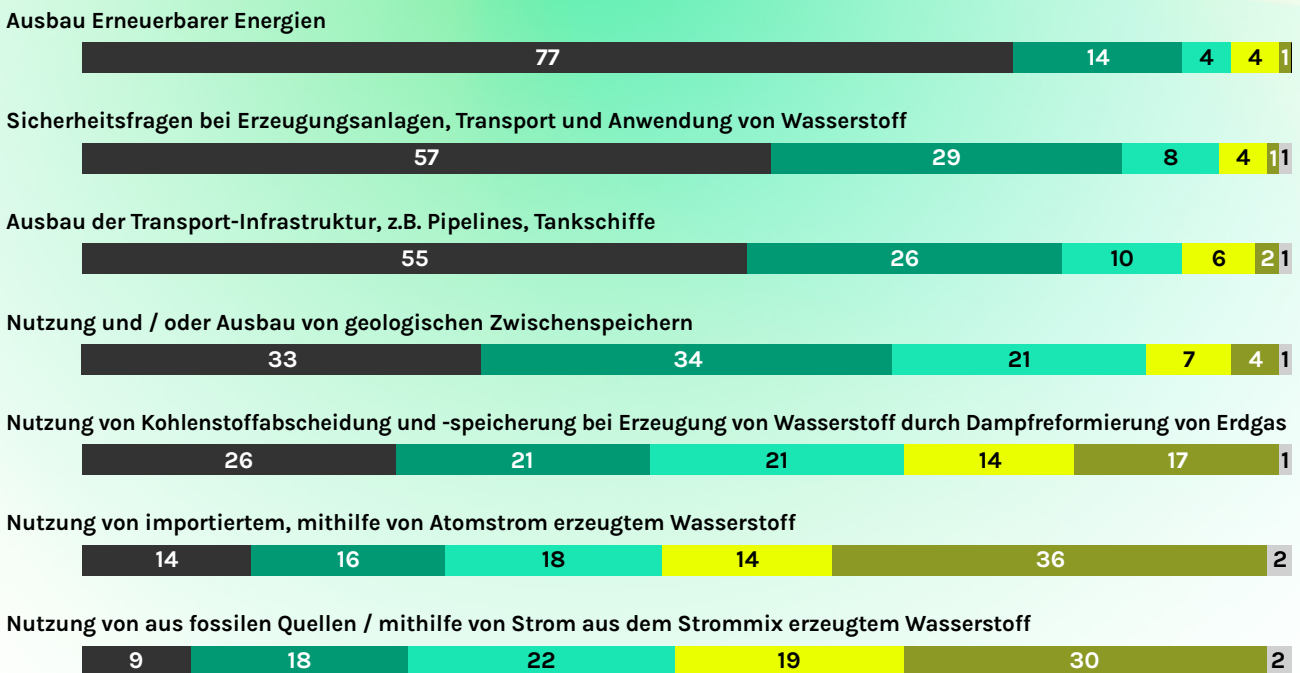 Ausbau Erneuerbarer Energien
77 14 4 4 1
Sicherheitsfragen bei Erzeugungsanlagen, Transport und Anwendung von Wasserstoff
57 29 8 4 1 1
Ausbau der Transport-Infrastruktur, z.B. Pipelines, Tankschiffe
55 26 10 6 2 1
Nutzung und / oder Ausbau von geologischen Zwischenspeichern
33 34 21 7 4 1
Nutzung von Kohlenstoffabscheidung und -speicherung bei Erzeugung von Wasserstoff durch Dampfreformierung von Erdgas
26 21 21 14 17 1
Nutzung von importiertem, mithilfe von Atomstrom erzeugtem Wasserstoff
14 16 18 14 36 2
Nutzung von aus fossilen Quellen / mithilfe von Strom aus dem Strommix erzeugtem Wasserstoff
9 18 22 19 30 2